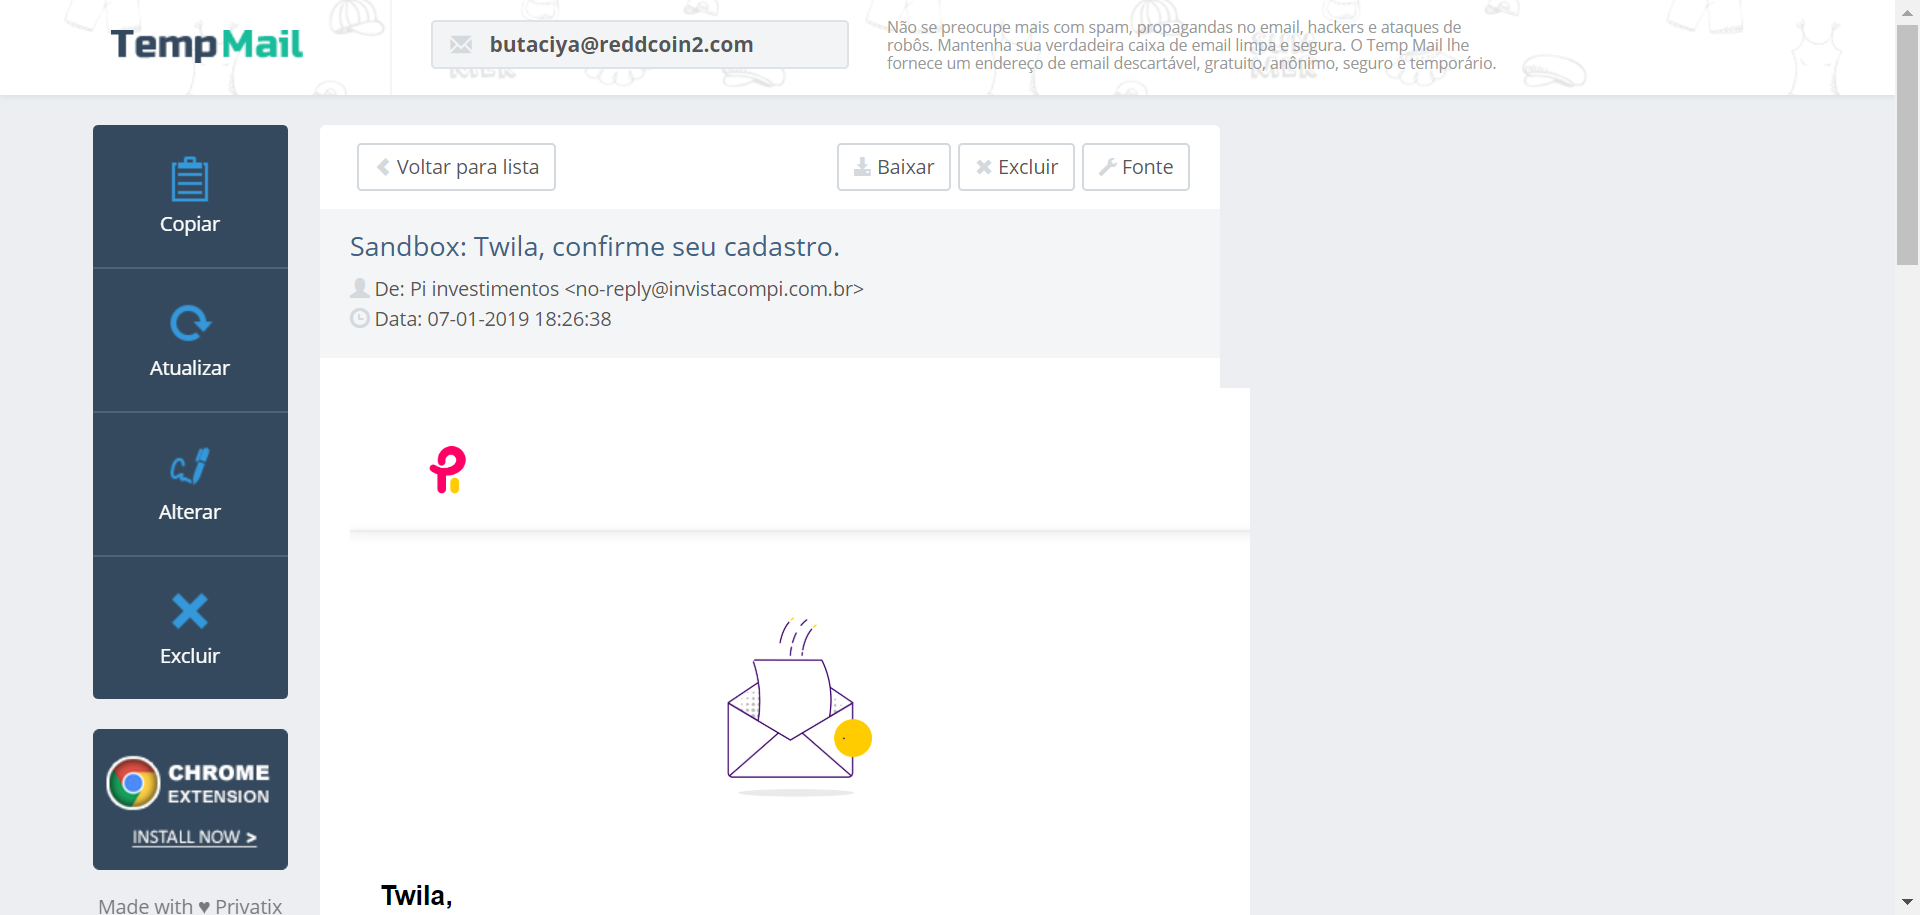 TempMail
butaciya@reddcoin2.com
Não se preocupe mais com spam, propagandas no email, hackers e ataques de
robôs. Mantenha sua verdadeira caixa de email limpa e segura. O Temp Mail lhe
fornece um endereço de email descartável, gratuito, anônimo, seguro e temporário.
Copiar
Atualizar
Alterar
Excluir
CHROME
EXTENSION
INSTALL NOW >
Made with ♥ Privatix
Voltar para lista
Baixar
Excluir
Fonte
Sandbox: Twila, confirme seu cadastro.
De: Pi investimentos <no-reply@invistacompi.com.br>
Data: 07-01-2019 18:26:38
Twila,